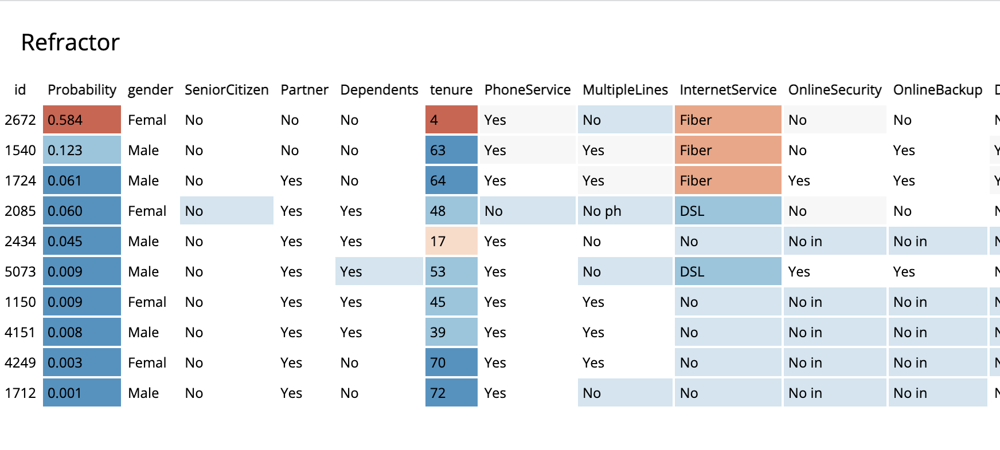 Refractor
id Probability gender SeniorCitizen Partner Dependents tenure PhoneService MultipleLines InternetService OnlineSecurity OnlineBackup
2672 0.584 Femal No No No 4 Yes No Fiber No No
1540 0.123 Male No No No 63 Yes Yes Fiber No Yes
1724 0.061 Male No Yes No 64 Yes Yes Fiber Yes Yes
2085 0.060 Femal No Yes Yes 48 No No ph DSL No No
2434 0.045 Male No Yes Yes 17 Yes No No No in No in
5073 0.009 Male No Yes Yes 53 Yes No DSL Yes Yes
1150 0.009 Femal No Yes Yes 45 Yes Yes No No in No in
4151 0.008 Male No Yes Yes 39 Yes Yes No No in No in
4249 0.003 Femal No Yes No 70 Yes Yes No No in No in
1712 0.001 Male No Yes No 72 Yes No No No in No in